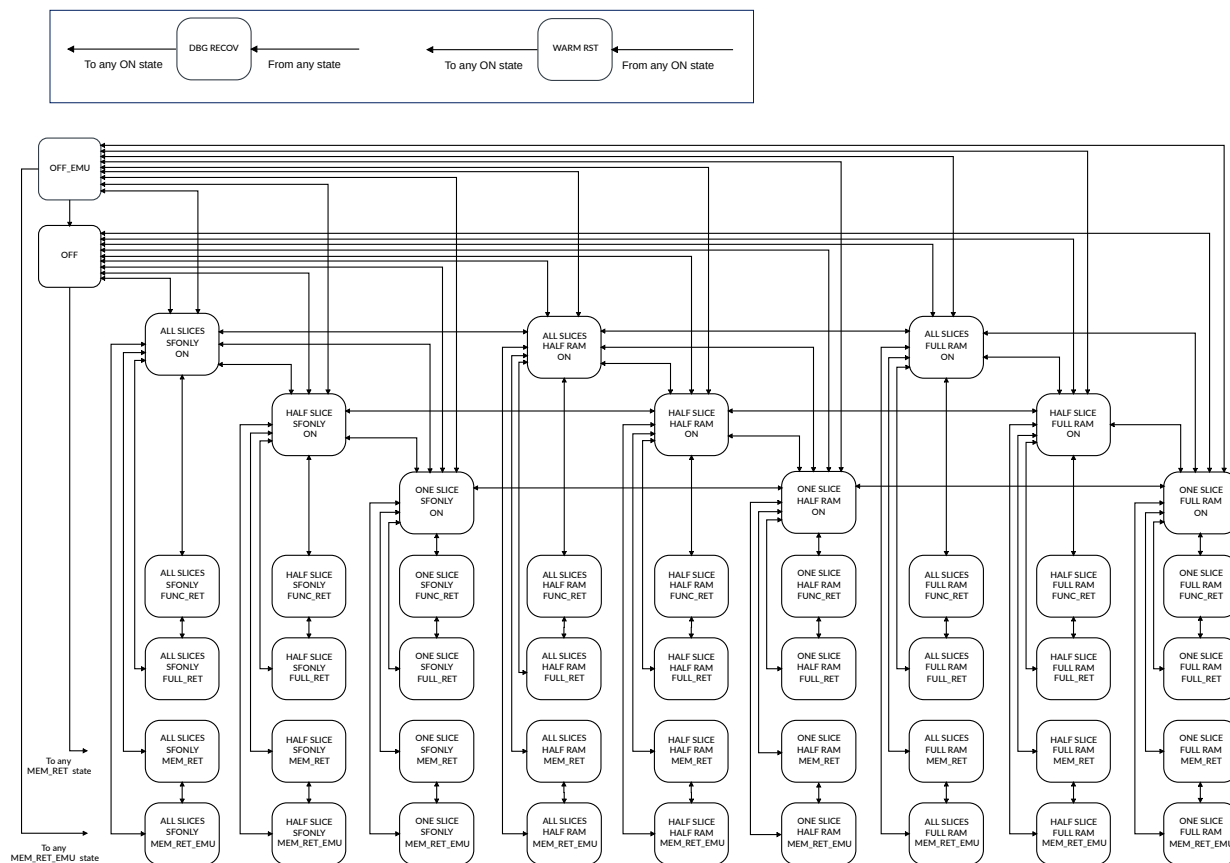 DBG RECOV
To any ON state
From any state
WARM RST
To any ON state
From any ON state
OFF_EMU
OFF
ALL SLICES
SFONLY
ON
ALL SLICES
HALF RAM
ON
ALL SLICES
FULL RAM
ON
HALF SLICE
SFONLY
ON
HALF SLICE
HALF RAM
ON
HALF SLICE
FULL RAM
ON
ONE SLICE
SFONLY
ON
ONE SLICE
HALF RAM
ON
ONE SLICE
FULL RAM
ON
ALL SLICES
SFONLY
FUNC_RET
HALF SLICE
SFONLY
FUNC_RET
ONE SLICE
SFONLY
FUNC_RET
ALL SLICES
HALF RAM
FUNC_RET
HALF SLICE
HALF RAM
FUNC_RET
ONE SLICE
HALF RAM
FUNC_RET
ALL SLICES
FULL RAM
FUNC_RET
HALF SLICE
FULL RAM
FUNC_RET
ONE SLICE
FULL RAM
FUNC_RET
ALL SLICES
SFONLY
FULL_RET
HALF SLICE
SFONLY
FULL_RET
ONE SLICE
SFONLY
FULL_RET
ALL SLICES
HALF RAM
FULL_RET
HALF SLICE
HALF RAM
FULL_RET
ONE SLICE
HALF RAM
FULL_RET
ALL SLICES
FULL RAM
FULL_RET
HALF SLICE
FULL RAM
FULL_RET
ONE SLICE
FULL RAM
FULL_RET
To any
MEM_RET state
ALL SLICES
SFONLY
MEM_RET
HALF SLICE
SFONLY
MEM_RET
ONE SLICE
SFONLY
MEM_RET
ALL SLICES
HALF RAM
MEM_RET
HALF SLICE
HALF RAM
MEM_RET
ONE SLICE
HALF RAM
MEM_RET
ALL SLICES
FULL RAM
MEM_RET
HALF SLICE
FULL RAM
MEM_RET
ONE SLICE
FULL RAM
MEM_RET
To any
MEM_RET_EMU state
ALL SLICES
SFONLY
MEM_RET_EMU
HALF SLICE
SFONLY
MEM_RET_EMU
ONE SLICE
SFONLY
MEM_RET_EMU
ALL SLICES
HALF RAM
MEM_RET_EMU
HALF SLICE
HALF RAM
MEM_RET_EMU
ONE SLICE
HALF RAM
MEM_RET_EMU
ALL SLICES
FULL RAM
MEM_RET_EMU
HALF SLICE
FULL RAM
MEM_RET_EMU
ONE SLICE
FULL RAM
MEM_RET_EMU